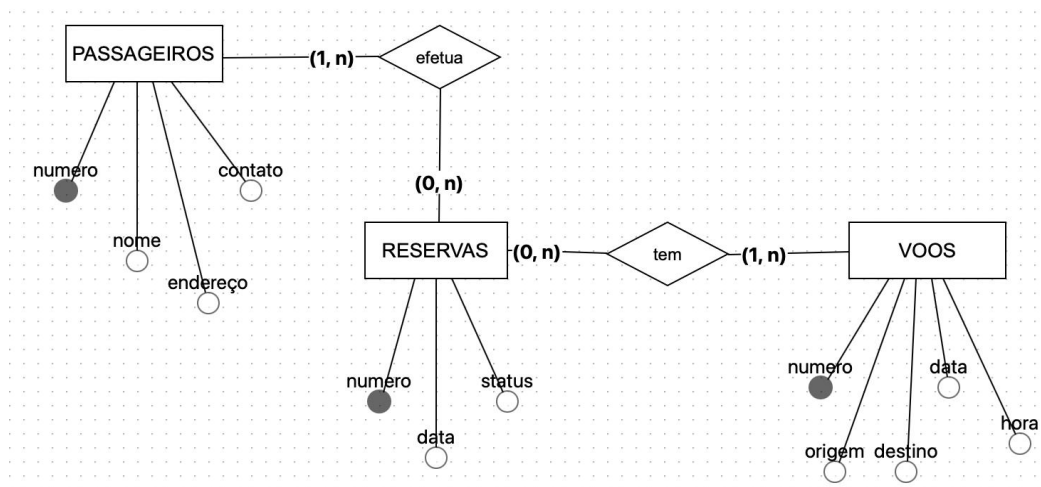 PASSAGEIROS
(1, n)
efetua
numero
contato
nome
endereço
(0, n)
RESERVAS
(0, n)
tem
(1, n)
VOOS
numero
status
data
numero
data
hora
origem
destino